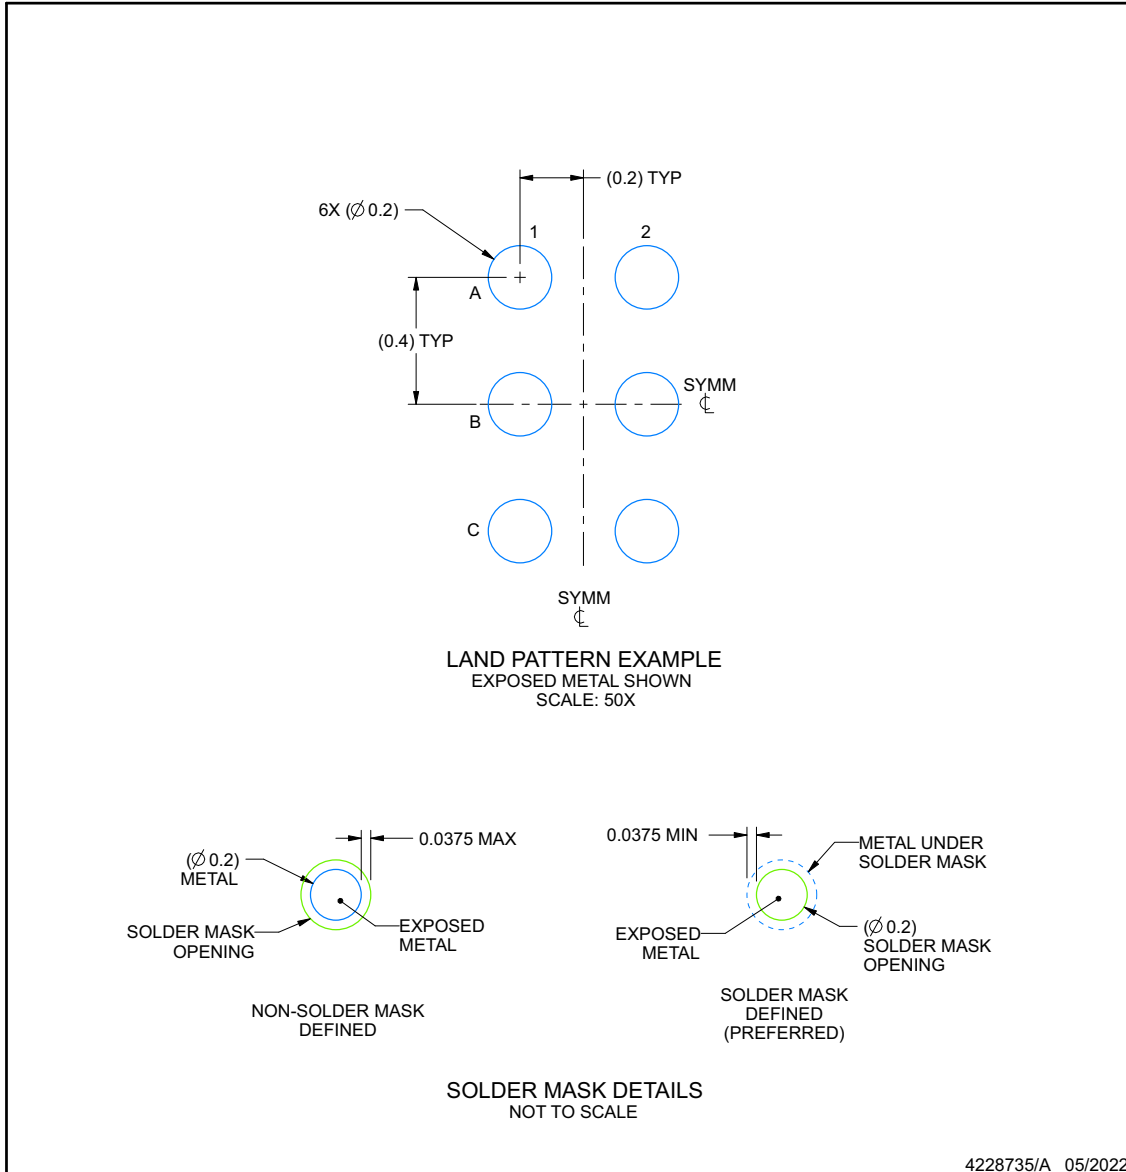 (0.2) TYP
6X (∅ 0.2)
1
2
A
(0.4) TYP
SYMM
℄
B
C
SYMM
℄
LAND PATTERN EXAMPLE
EXPOSED METAL SHOWN
SCALE: 50X
0.0375 MAX
(∅ 0.2)
METAL
SOLDER MASK
OPENING
EXPOSED
METAL
NON-SOLDER MASK
DEFINED
0.0375 MIN
METAL UNDER
SOLDER MASK
EXPOSED
METAL
(∅ 0.2)
SOLDER MASK
OPENING
SOLDER MASK
DEFINED
(PREFERRED)
SOLDER MASK DETAILS
NOT TO SCALE
4228735/A 05/2022